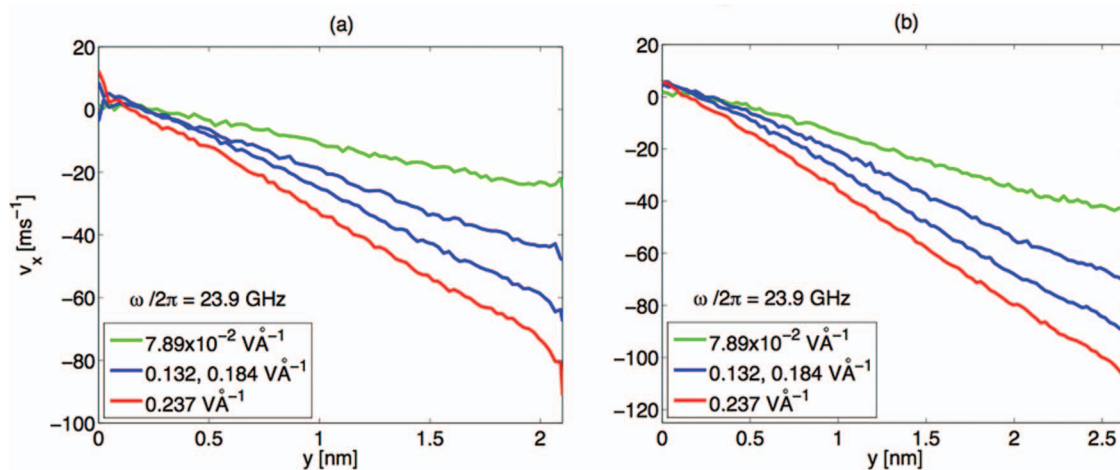 (a)
20
0
−20
−40
−60
−80
−100
v_x [ms⁻¹]
ω /2π = 23.9 GHz
7.89x10⁻² VÅ⁻¹
0.132, 0.184 VÅ⁻¹
0.237 VÅ⁻¹
0 0.5 1 1.5 2
y [nm]
(b)
20
0
−20
−40
−60
−80
−100
−120
ω /2π = 23.9 GHz
7.89x10⁻² VÅ⁻¹
0.132, 0.184 VÅ⁻¹
0.237 VÅ⁻¹
0 0.5 1 1.5 2 2.5
y [nm]